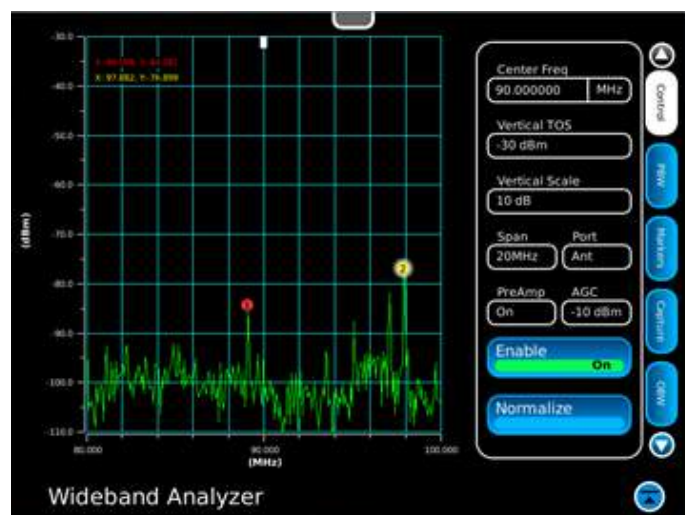 -30.0
X: 97.882, Y:-76.899
-40.0
-50.0
-60.0
-70.0
-80.0
-90.0
-100.0
-110.0
(dBm)
1
2
80.000
90.000
100.000
(MHz)
Center Freq
90.000000
MHz
Vertical TOS
-30 dBm
Vertical Scale
10 dB
Span
Port
20MHz
Ant
PreAmp
AGC
On
-10 dBm
Enable
On
Normalize
Control
Markers
Capture
OBW
Wideband Analyzer